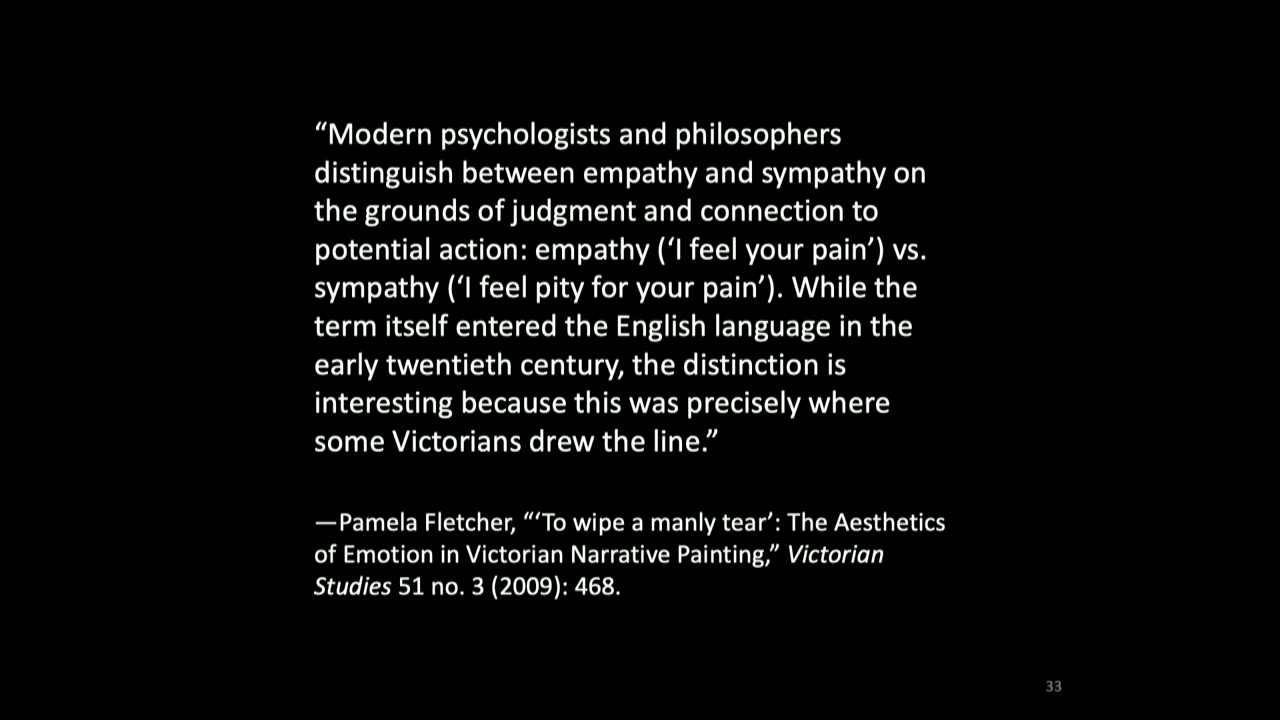 “Modern psychologists and philosophers
distinguish between empathy and sympathy on
the grounds of judgment and connection to
potential action: empathy (‘I feel your pain’) vs.
sympathy (‘I feel pity for your pain’). While the
term itself entered the English language in the
early twentieth century, the distinction is
interesting because this was precisely where
some Victorians drew the line.”
—Pamela Fletcher, “‘To wipe a manly tear’: The Aesthetics
of Emotion in Victorian Narrative Painting,” Victorian
Studies 51 no. 3 (2009): 468.
33